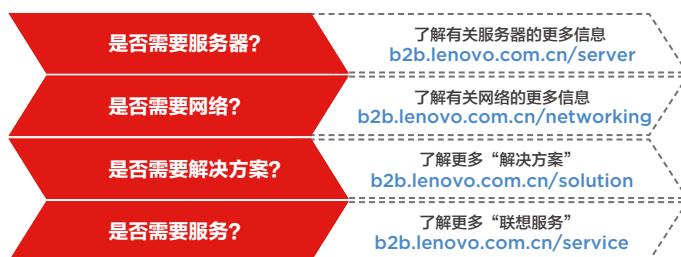 是否需要服务器?
了解有关服务器的更多信息
b2b.lenovo.com.cn/server
是否需要网络?
了解有关网络的更多信息
b2b.lenovo.com.cn/networking
是否需要解决方案?
了解更多“解决方案”
b2b.lenovo.com.cn/solution
是否需要服务?
了解更多“联想服务”
b2b.lenovo.com.cn/service